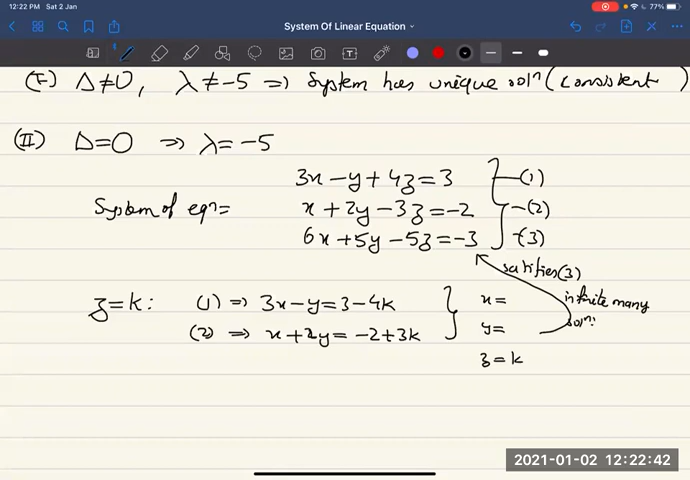 12:22 PM Sat 2 Jan
77%
System Of Linear Equation
(I) Δ≠0, λ≠-5 ⇒ System has unique solⁿ (consistent)
(II) Δ=0 ⇒ λ=-5
System of eqⁿ=
3x-y+4z=3 -(1)
x+2y-3z=-2 -(2)
6x+5y-5z=-3 -(3)
satifies(3)
z=k: (1) ⇒ 3x-y=3-4k
(2) ⇒ x+2y=-2+3k
x=
y=
z=k
infinite many
solⁿ.
2021-01-02 12:22:42